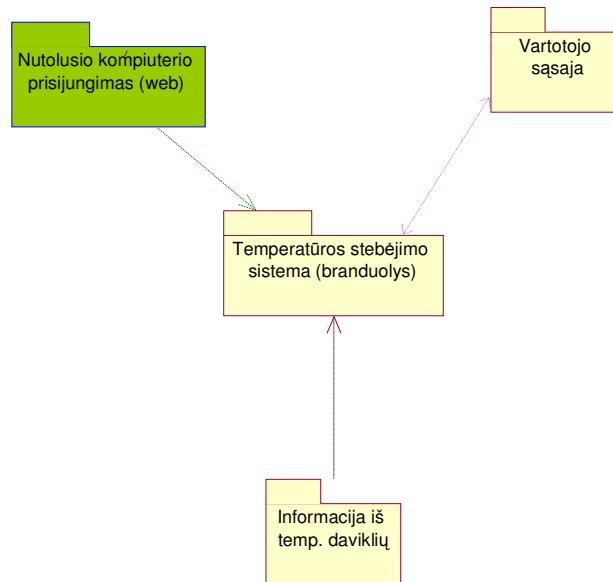 Nutolusio kompiuterio
prisijungimas (web)
Vartotojo
sąsaja
Temperatūros stebėjimo
sistema (branduolys)
Informacija iš
temp. daviklių